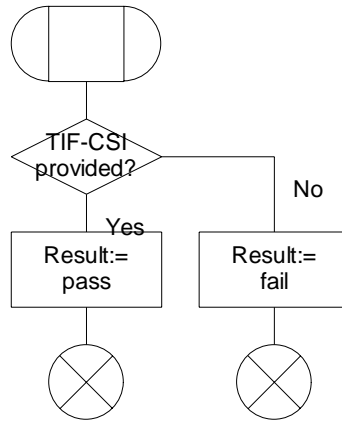 TIF-CSI
provided?
No
Yes
Result:=
pass
Result:=
fail